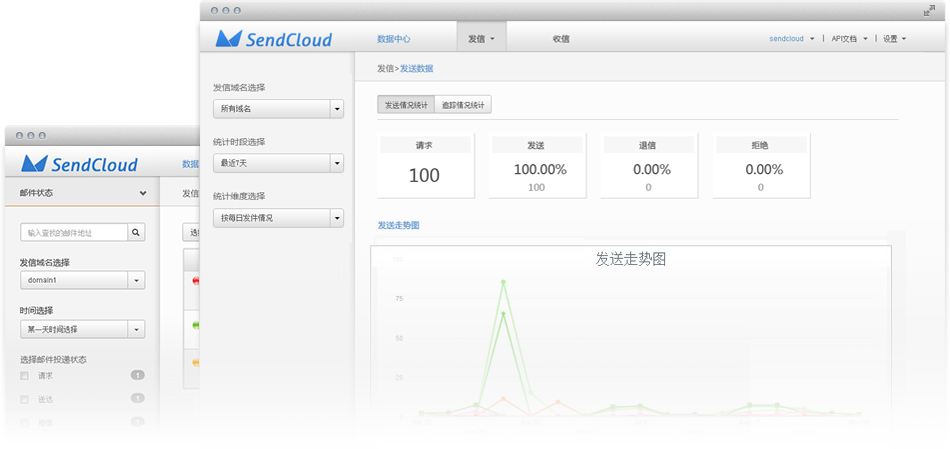 SendCloud
数据中心
发信
收信
sendcloud
API文档
设置
发信域名选择
所有域名
统计时段选择
最近7天
统计维度选择
按每日发件情况
发信>发送数据
发送情况统计
追踪情况统计
请求
100
发送
100.00%
100
退信
0.00%
0
拒绝
0.00%
0
发送走势图
发送走势图
100
75
50
25
SendCloud
数据
邮件状态
发信
输入查找的邮件地址
发信域名选择
domain1
时间选择
某一天时间选择
选择邮件投递状态
请求
1
送达
1